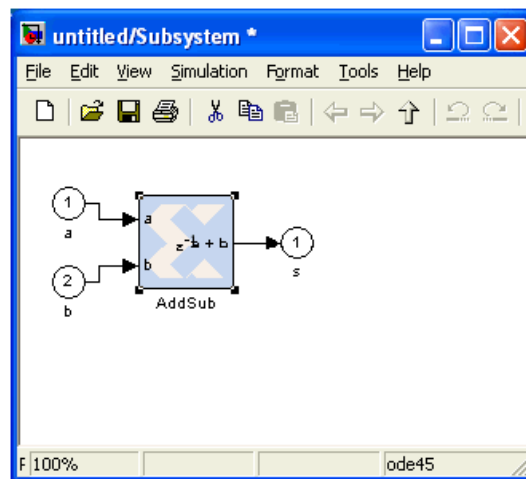 untitled/Subsystem *
File Edit View Simulation Format Tools Help
1
a
a
z⁻¹ + b
1
s
2
b
b
AddSub
100%
ode45